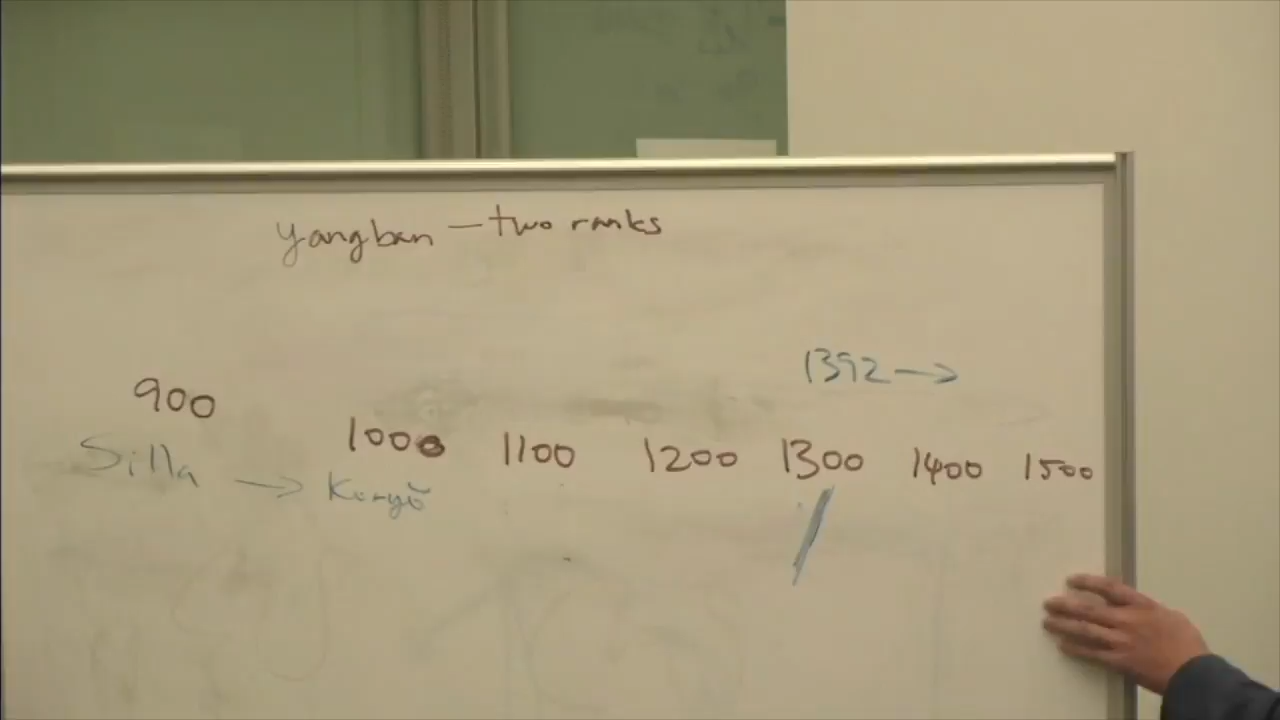 yangban — two ranks
1392 →
900 1000 1100 1200 1300 1400 1500
Silla → Koryŏ